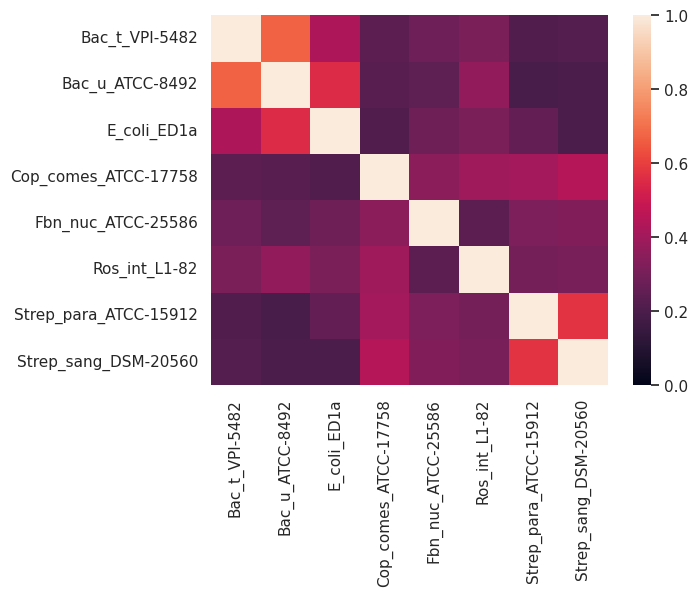 Bac_t_VPI-5482
Bac_u_ATCC-8492
E_coli_ED1a
Cop_comes_ATCC-17758
Fbn_nuc_ATCC-25586
Ros_int_L1-82
Strep_para_ATCC-15912
Strep_sang_DSM-20560
1.0
0.8
0.6
0.4
0.2
0.0
Bac_t_VPI-5482
Bac_u_ATCC-8492
E_coli_ED1a
Cop_comes_ATCC-17758
Fbn_nuc_ATCC-25586
Ros_int_L1-82
Strep_para_ATCC-15912
Strep_sang_DSM-20560